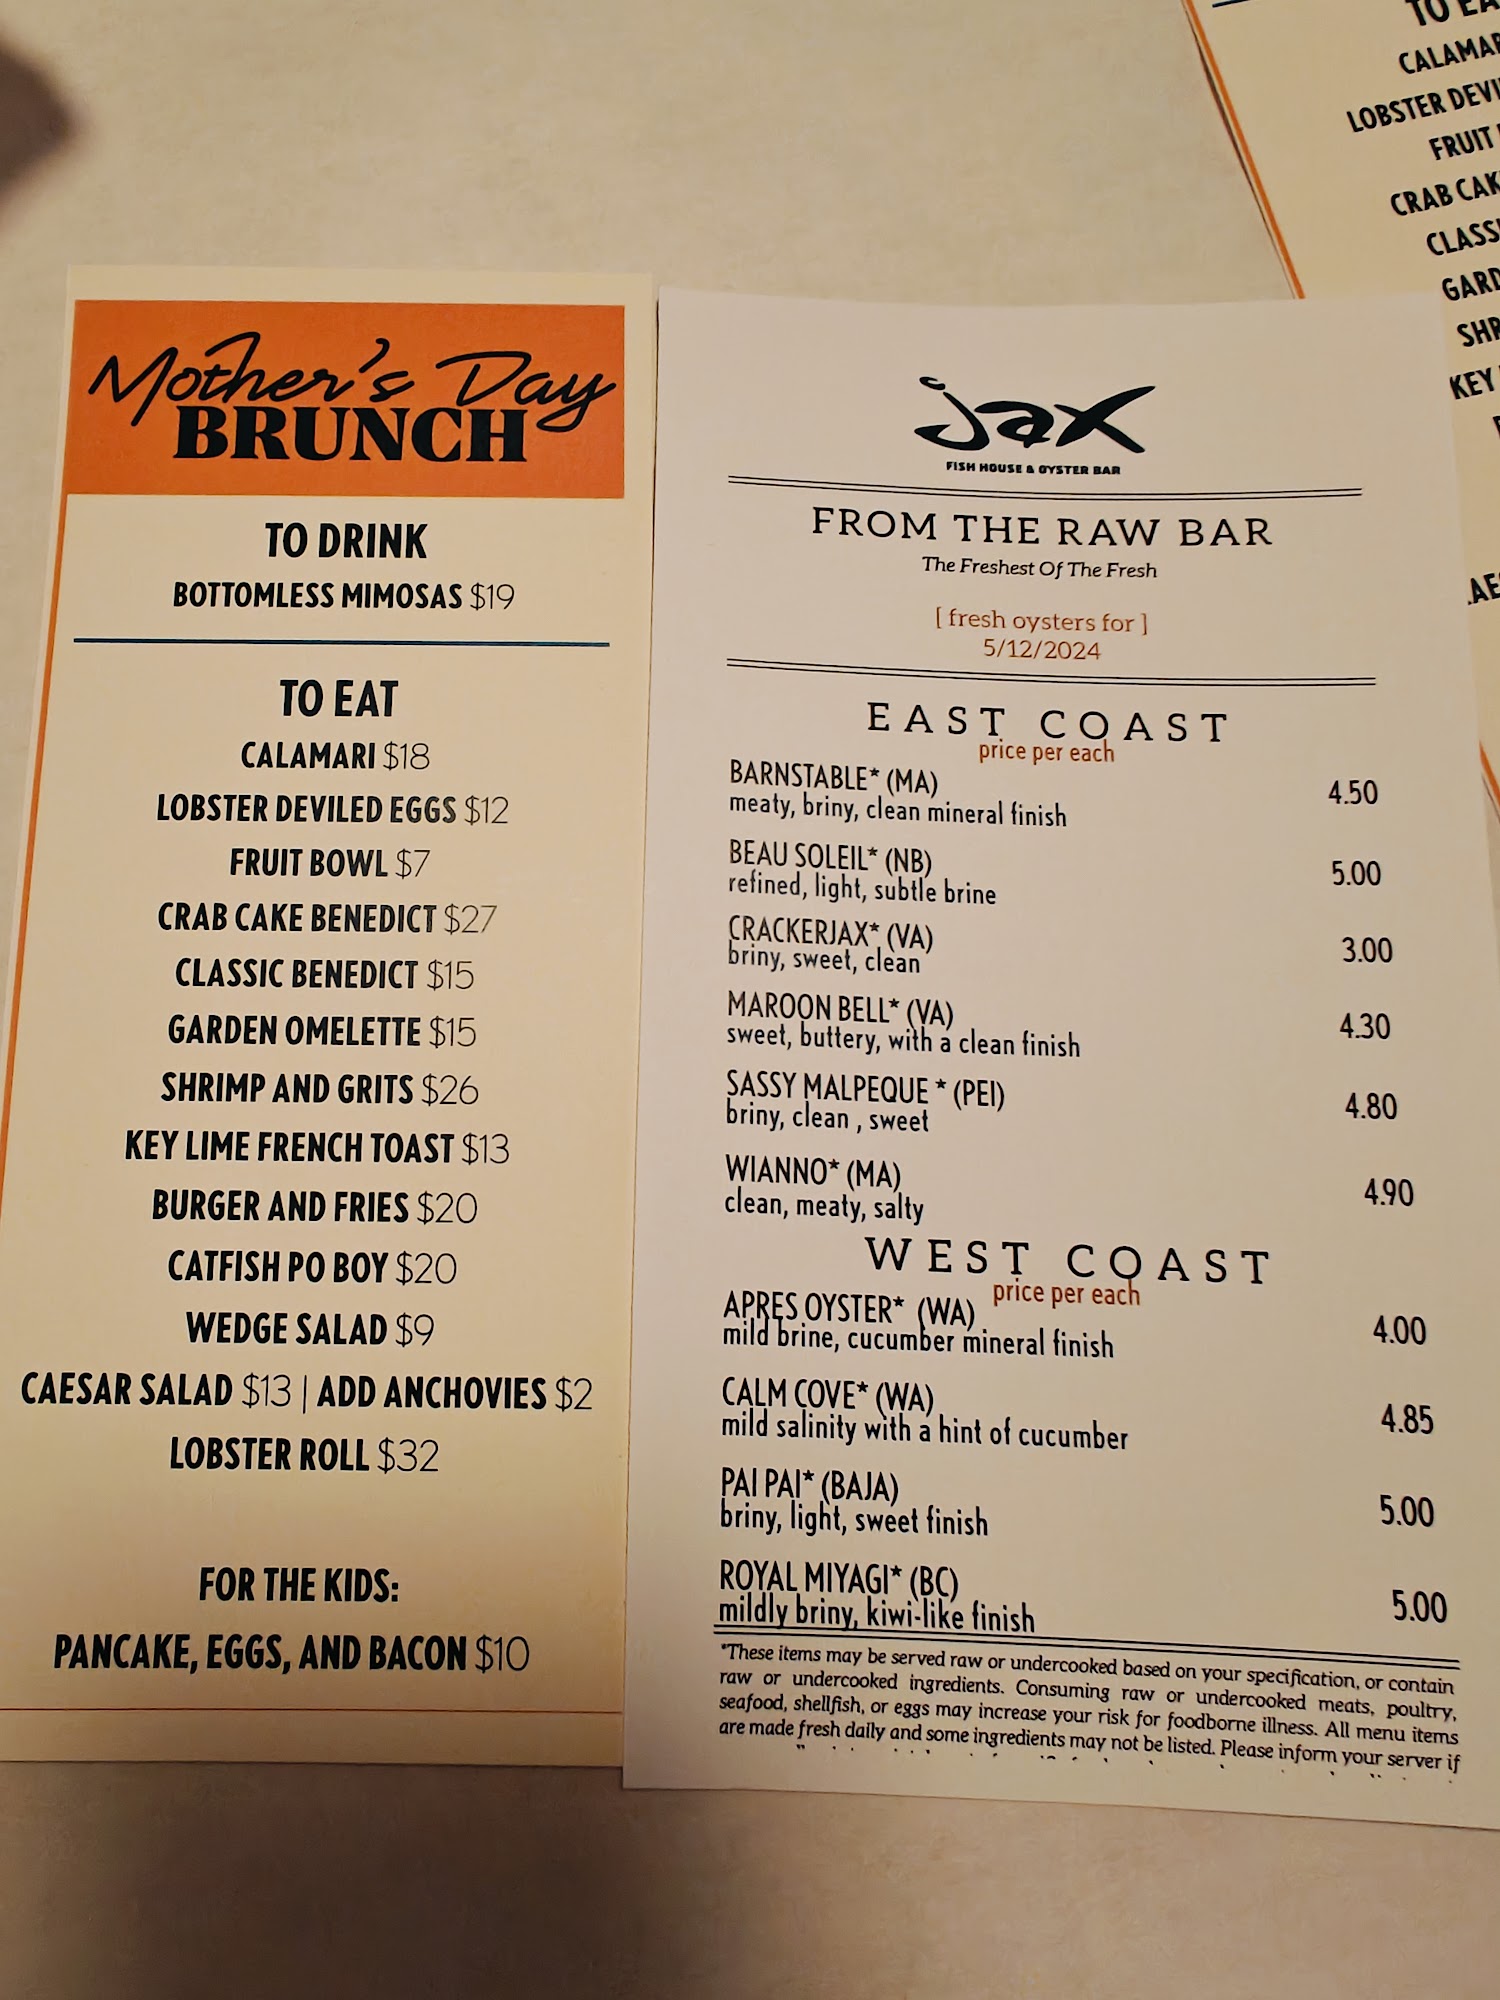 Mother's Day
BRUNCH
TO DRINK
BOTTOMLESS MIMOSAS $19
TO EAT
CALAMARI $18
LOBSTER DEVILED EGGS $12
FRUIT BOWL $7
CRAB CAKE BENEDICT $27
CLASSIC BENEDICT $15
GARDEN OMELETTE $15
SHRIMP AND GRITS $26
KEY LIME FRENCH TOAST $13
BURGER AND FRIES $20
CATFISH PO BOY $20
WEDGE SALAD $9
CAESAR SALAD $13 | ADD ANCHOVIES $2
LOBSTER ROLL $32
FOR THE KIDS:
PANCAKE, EGGS, AND BACON $10
jax
FISH HOUSE & OYSTER BAR
FROM THE RAW BAR
The Freshest Of The Fresh
[ fresh oysters for ]
5/12/2024
EAST COAST
price per each
BARNSTABLE* (MA) 4.50
meaty, briny, clean mineral finish
BEAU SOLEIL* (NB) 5.00
refined, light, subtle brine
CRACKERJAX* (VA) 3.00
briny, sweet, clean
MAROON BELL* (VA) 4.30
sweet, buttery, with a clean finish
SASSY MALPEQUE * (PEI) 4.80
briny, clean , sweet
WIANNO* (MA) 4.90
clean, meaty, salty
WEST COAST
price per each
APRES OYSTER* (WA) 4.00
mild brine, cucumber mineral finish
CALM COVE* (WA) 4.85
mild salinity with a hint of cucumber
PAI PAI* (BAJA) 5.00
briny, light, sweet finish
ROYAL MIYAGI* (BC) 5.00
mildly briny, kiwi-like finish
*These items may be served raw or undercooked based on your specification, or contain
raw or undercooked ingredients. Consuming raw or undercooked meats, poultry,
seafood, shellfish, or eggs may increase your risk for foodborne illness. All menu items
are made fresh daily and some ingredients may not be listed. Please inform your server if
TO EA
CALAMAR
LOBSTER DEVI
FRUIT
CRAB CAK
CLASS
GARD
SHR
KEY
AES